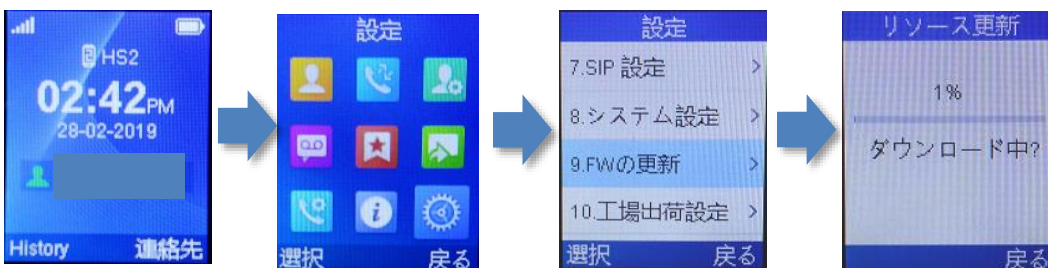 HS2
02:42PM
28-02-2019
History 連絡先
設定
選択 戻る
設定
7.SIP 設定 >
8.システム設定 >
9.FWの更新 >
10.工場出荷設定 >
選択 戻る
リソース更新
1%
ダウンロード中?
戻る